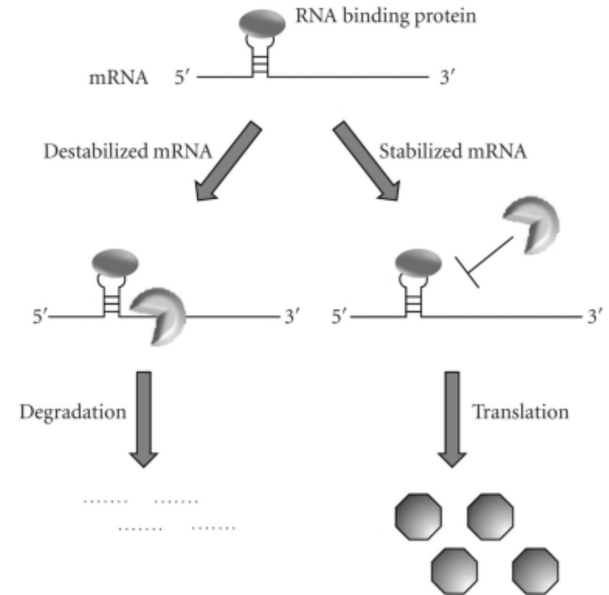 RNA binding protein
mRNA 5′ 3′
Destabilized mRNA
Stabilized mRNA
5′ 3′
5′ 3′
Degradation
Translation